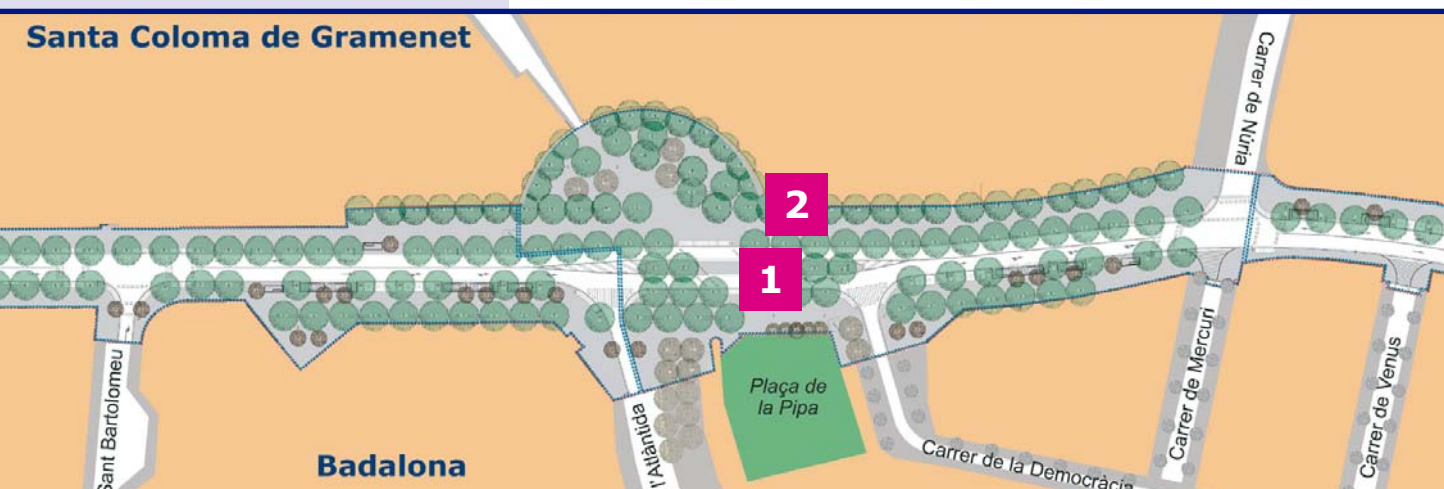 Santa Coloma de Gramenet
Carrer de Núria
2
1
Sant Bartolomeu
Badalona
l'Atlàntida
Plaça de
la Pipa
Carrer de la Democràcia
Carrer de Mercuri
Carrer de Venus